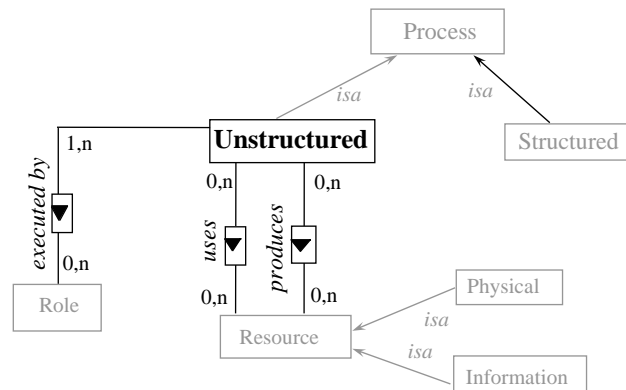 Process
isa
isa
Unstructured
Structured
1,n
0,n
0,n
executed by
uses
produces
0,n
0,n
0,n
Role
Resource
Physical
isa
isa
Information